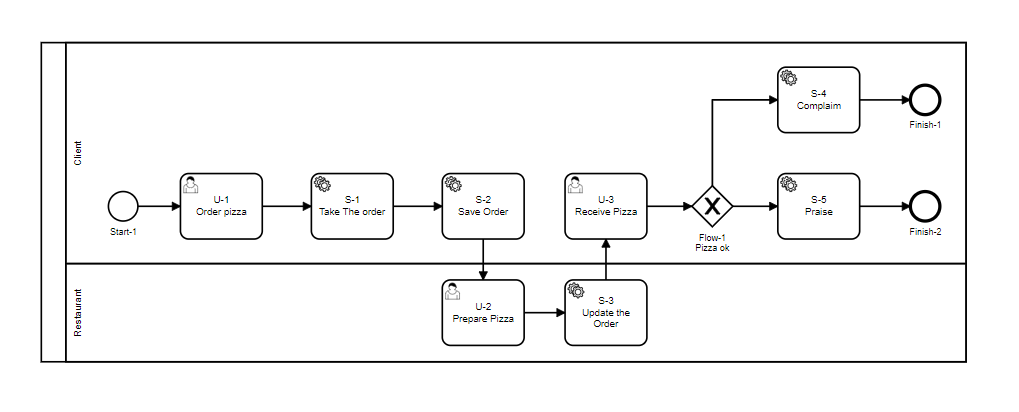 Client
Start-1
U-1
Order pizza
S-1
Take The order
S-2
Save Order
U-3
Receive Pizza
Flow-1
Pizza ok
S-4
Complaim
Finish-1
S-5
Praise
Finish-2
Restaurant
U-2
Prepare Pizza
S-3
Update the
Order